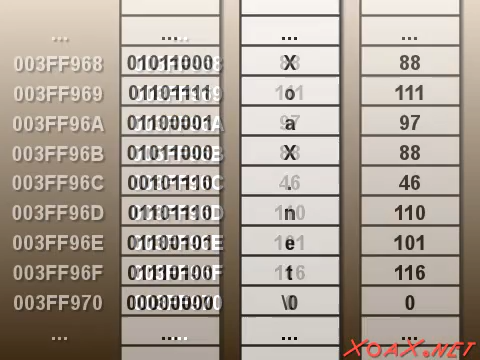 ... ... ... ...
003FF968 01011000 X 88
003FF969 01101111 o 111
003FF96A 01100001 a 97
003FF96B 01011000 X 88
003FF96C 00101110 . 46
003FF96D 01101110 n 110
003FF96E 01100101 e 101
003FF96F 01110100 t 116
003FF970 00000000 \0 0
... ... ... ...
XOAX.NET